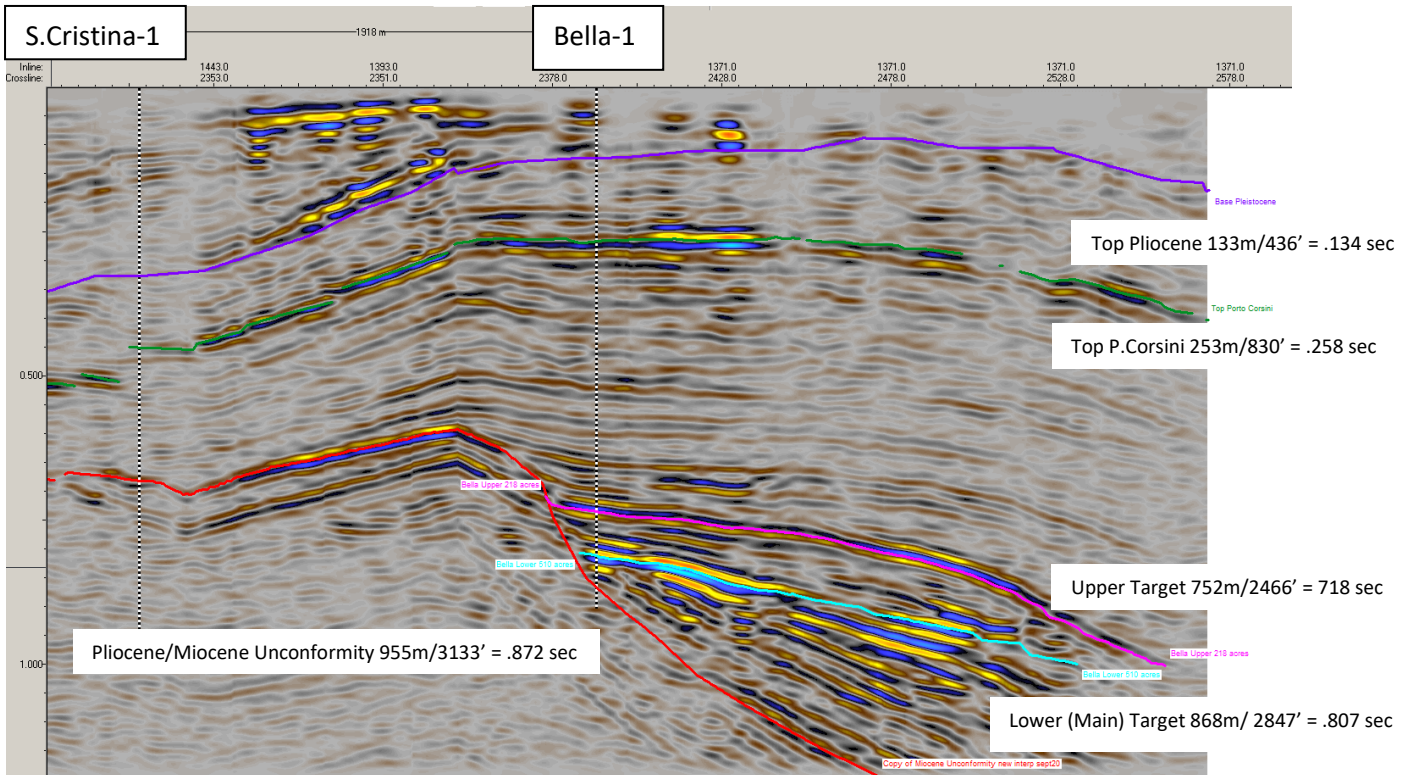 S.Cristina-1
1918 m
Bella-1
Inline: 1443.0 1393.0 1371.0 1371.0 1371.0 1371.0
Crossline: 2353.0 2351.0 2378.0 2428.0 2478.0 2528.0 2578.0
Base Pleistocene
Top Pliocene 133m/436’ = .134 sec
Top Porto Corsini
Top P.Corsini 253m/830’ = .258 sec
0.500
Bella Upper 218 acres
Bella Lower 510 acres
Upper Target 752m/2466’ = 718 sec
Pliocene/Miocene Unconformity 955m/3133’ = .872 sec
1.000
Bella Upper 218 acres
Bella Lower 510 acres
Lower (Main) Target 868m/ 2847’ = .807 sec
Copy of Miocene Unconformity new interp sept20